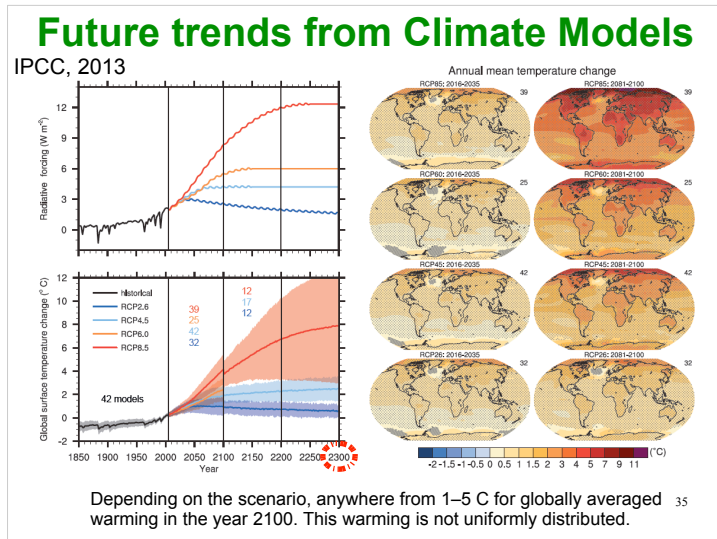 Future trends from Climate Models
IPCC, 2013
12
9
6
3
0
Radiative forcing (W m⁻²)
12
10
8
6
4
2
0
-2
Global surface temperature change (° C)
historical
RCP2.6
RCP4.5
RCP6.0
RCP8.5
39
25
42
32
12
17
12
42 models
1850 1900 1950 2000 2050 2100 2150 2200 2250 2300
Year
Annual mean temperature change
RCP85: 2016-2035
39
RCP85: 2081-2100
39
RCP60: 2016-2035
25
RCP60: 2081-2100
25
RCP45: 2016-2035
42
RCP45: 2081-2100
42
RCP26: 2016-2035
32
RCP26: 2081-2100
32
(°C)
-2 -1.5 -1 -0.5 0 0.5 1 1.5 2 3 4 5 7 9 11
Depending on the scenario, anywhere from 1–5 C for globally averaged
warming in the year 2100. This warming is not uniformly distributed.
35